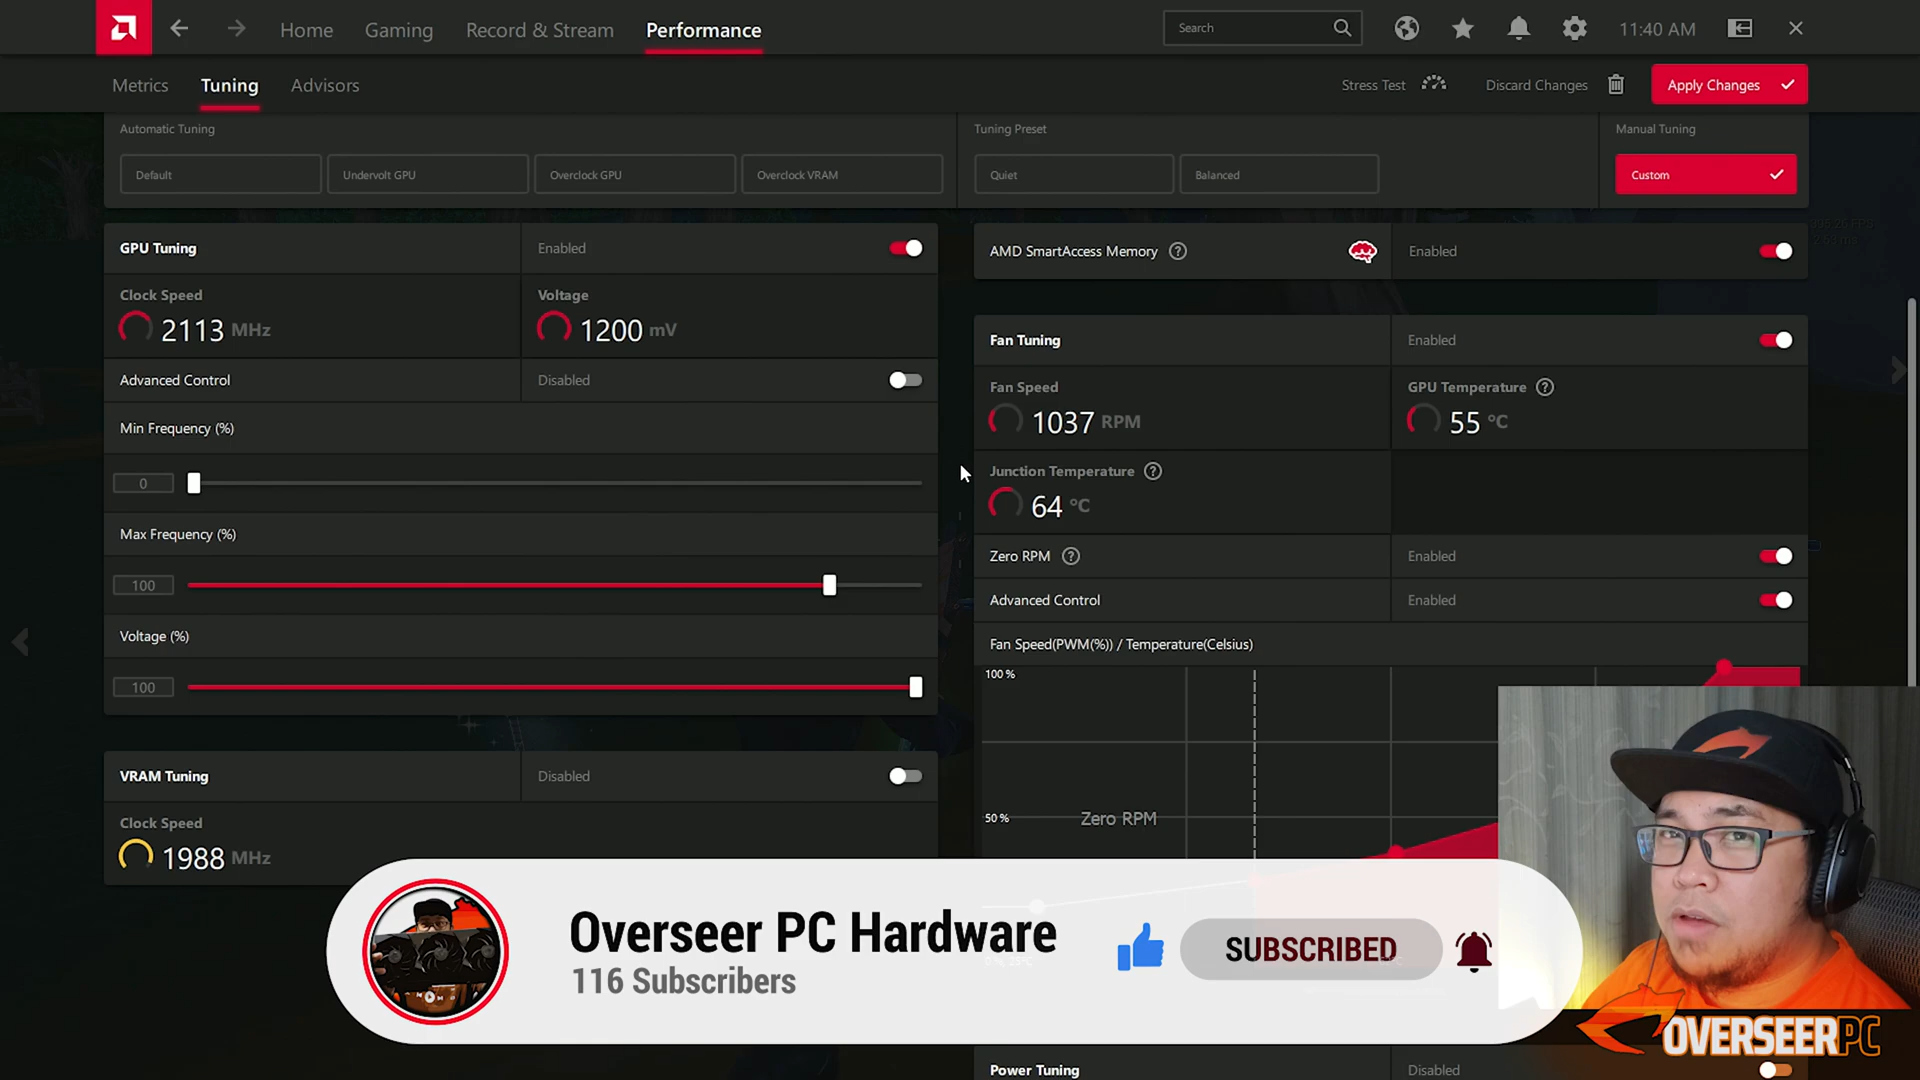 Home
Gaming
Record & Stream
Performance
Search
11:40 AM
Metrics
Tuning
Advisors
Stress Test
Discard Changes
Apply Changes
Automatic Tuning
Default
Undervolt GPU
Overclock GPU
Overclock VRAM
Tuning Preset
Quiet
Balanced
Manual Tuning
Custom
GPU Tuning
Enabled
Clock Speed
2113 MHz
Voltage
1200 mV
Advanced Control
Disabled
Min Frequency (%)
0
Max Frequency (%)
100
Voltage (%)
100
VRAM Tuning
Disabled
Clock Speed
1988 MHz
AMD SmartAccess Memory
Enabled
Fan Tuning
Enabled
Fan Speed
1037 RPM
GPU Temperature
55 °C
Junction Temperature
64 °C
Zero RPM
Enabled
Advanced Control
Enabled
Fan Speed(PWM(%)) / Temperature(Celsius)
100 %
50 %
Zero RPM
Overseer PC Hardware
116 Subscribers
SUBSCRIBED
OVERSEERPC
Power Tuning
Disabled